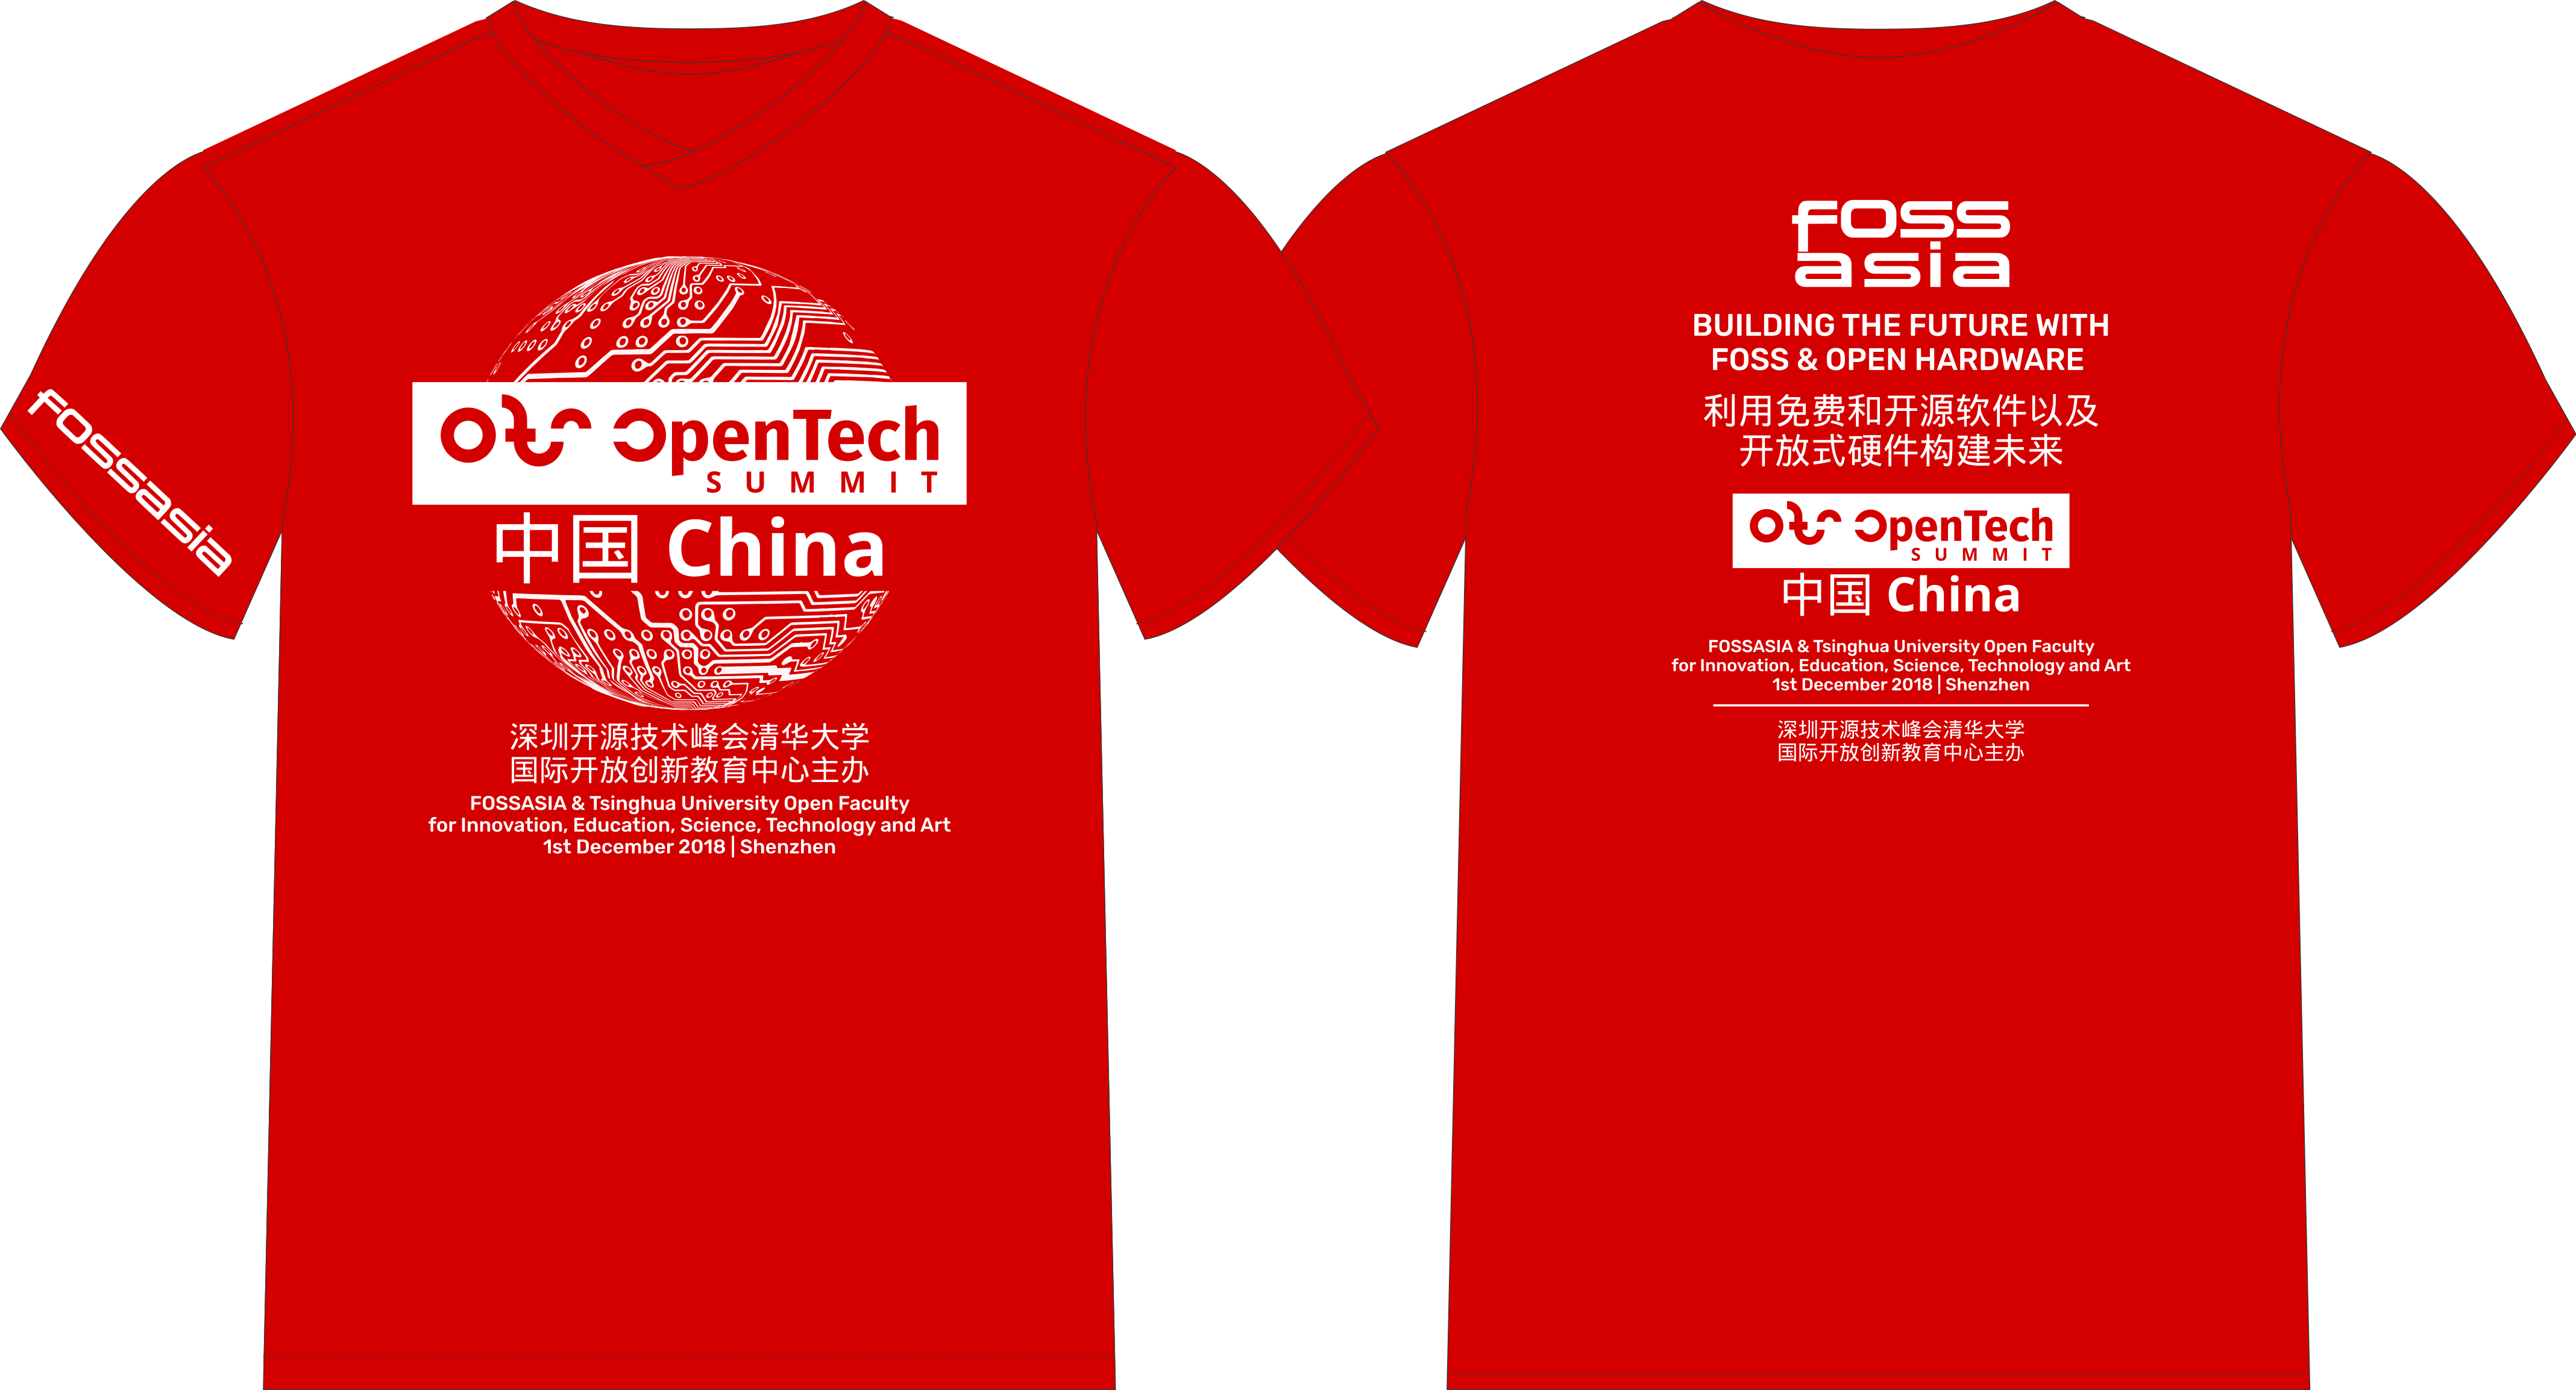 fossasia
ots OpenTech
SUMMIT
中国 China
深圳开源技术峰会清华大学
国际开放创新教育中心主办
FOSSASIA & Tsinghua University Open Faculty
for Innovation, Education, Science, Technology and Art
1st December 2018 | Shenzhen
foss
asia
BUILDING THE FUTURE WITH
FOSS & OPEN HARDWARE
利用免费和开源软件以及
开放式硬件构建未来
ots OpenTech
SUMMIT
中国 China
FOSSASIA & Tsinghua University Open Faculty
for Innovation, Education, Science, Technology and Art
1st December 2018 | Shenzhen
深圳开源技术峰会清华大学
国际开放创新教育中心主办